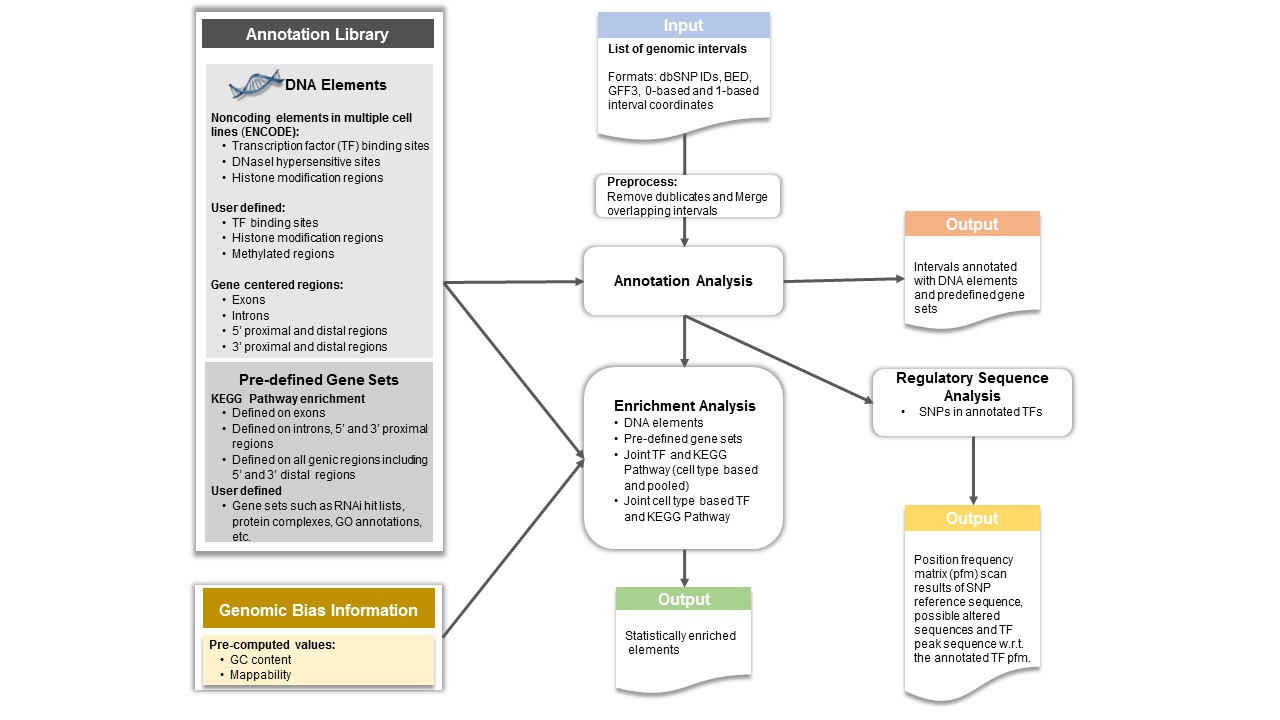 Annotation Library
DNA Elements
Noncoding elements in multiple cell
lines (ENCODE):
• Transcription factor (TF) binding sites
• DNaseI hypersensitive sites
• Histone modification regions
User defined:
• TF binding sites
• Histone modification regions
• Methylated regions
Gene centered regions:
• Exons
• Introns
• 5’ proximal and distal regions
• 3’ proximal and distal regions
Pre-defined Gene Sets
KEGG Pathway enrichment
• Defined on exons
• Defined on introns, 5’ and 3’ proximal
regions
• Defined on all genic regions including
5’ and 3’ distal regions
User defined
• Gene sets such as RNAi hit lists,
protein complexes, GO annotations,
etc.
Genomic Bias Information
Pre-computed values:
• GC content
• Mappability
Input
List of genomic intervals
Formats: dbSNP IDs, BED,
GFF3, 0-based and 1-based
interval coordinates
Preprocess:
Remove dublicates and Merge
overlapping intervals
Annotation Analysis
Output
Intervals annotated
with DNA elements
and predefined gene
sets
Enrichment Analysis
• DNA elements
• Pre-defined gene sets
• Joint TF and KEGG
Pathway (cell type based
and pooled)
• Joint cell type based TF
and KEGG Pathway
Output
Statistically enriched
elements
Regulatory Sequence
Analysis
• SNPs in annotated TFs
Output
Position frequency
matrix (pfm) scan
results of SNP
reference sequence,
possible altered
sequences and TF
peak sequence w.r.t.
the annotated TF pfm.